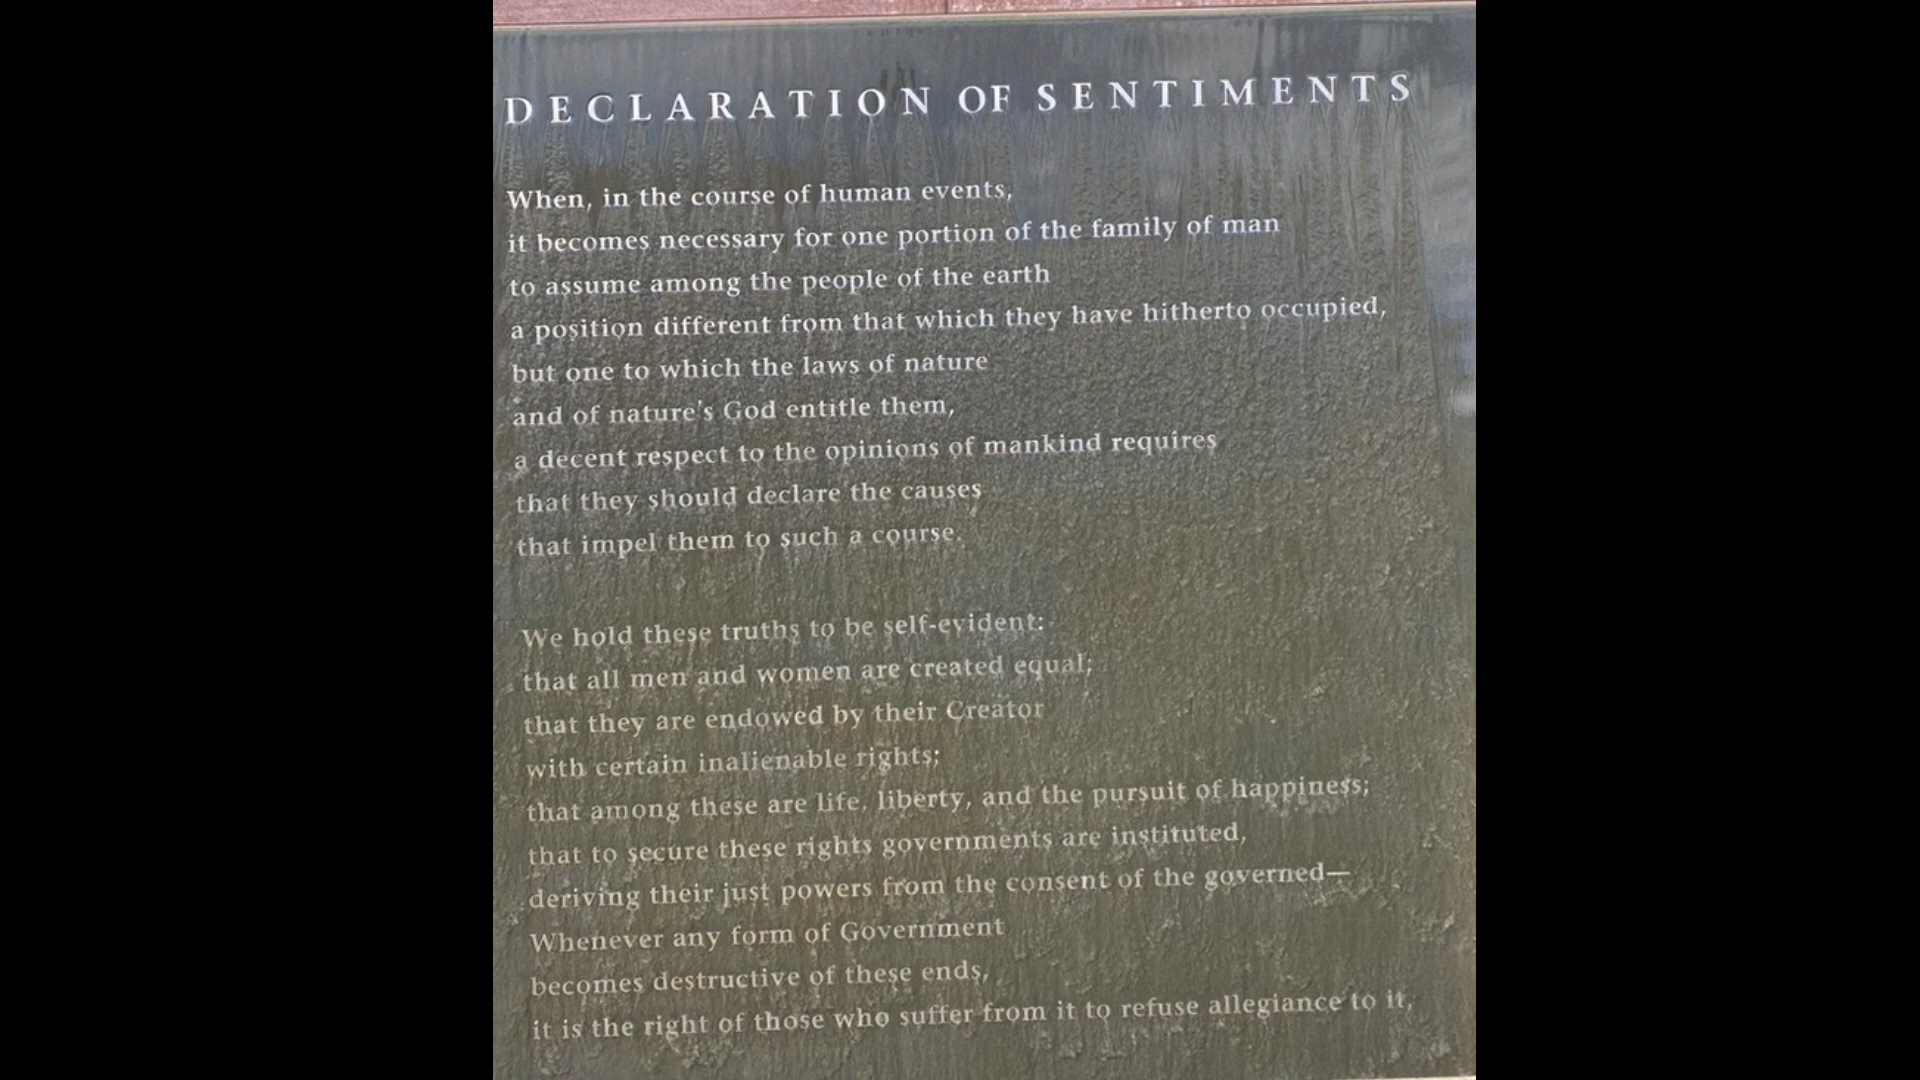 DECLARATION OF SENTIMENTS
When, in the course of human events,
it becomes necessary for one portion of the family of man
to assume among the people of the earth
a position different from that which they have hitherto occupied,
but one to which the laws of nature
and of nature's God entitle them,
a decent respect to the opinions of mankind requires
that they should declare the causes
that impel them to such a course.
We hold these truths to be self-evident:
that all men and women are created equal;
that they are endowed by their Creator
with certain inalienable rights;
that among these are life, liberty, and the pursuit of happiness;
that to secure these rights governments are instituted,
deriving their just powers from the consent of the governed—
Whenever any form of Government
becomes destructive of these ends,
it is the right of those who suffer from it to refuse allegiance to it,